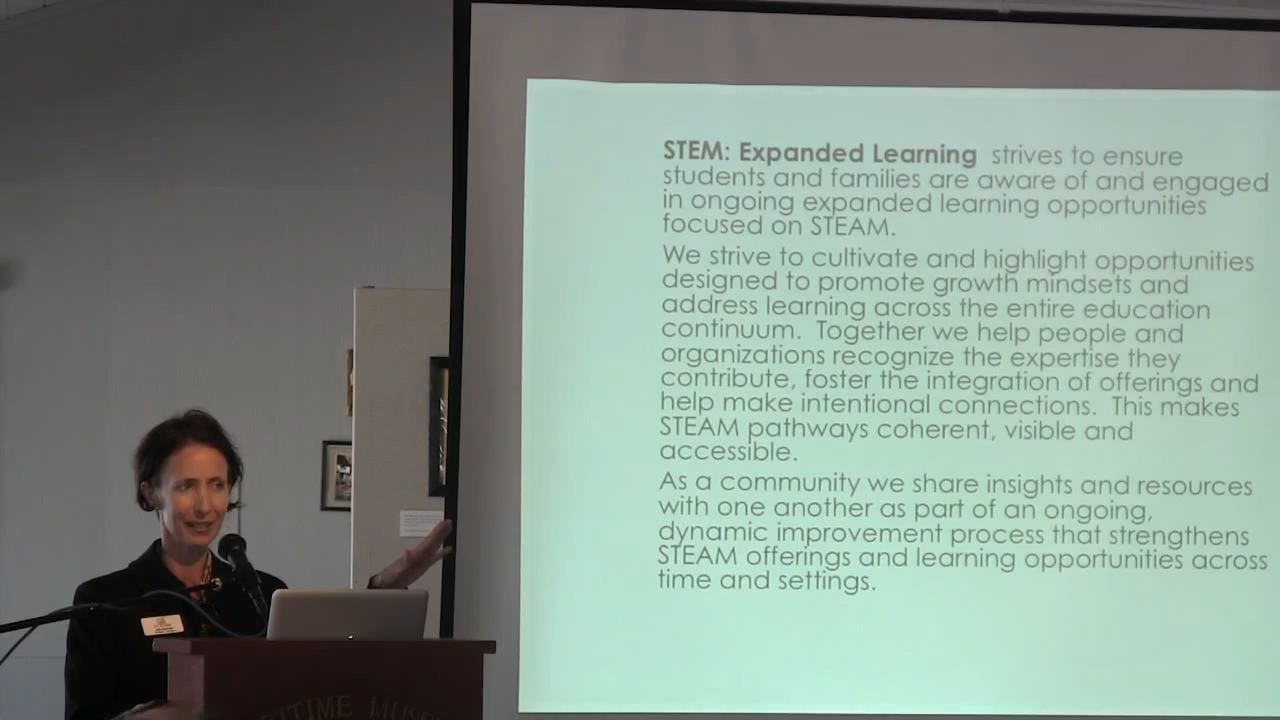 STEM: Expanded Learning strives to ensure
students and families are aware of and engaged
in ongoing expanded learning opportunities
focused on STEAM.
We strive to cultivate and highlight opportunities
designed to promote growth mindsets and
address learning across the entire education
continuum. Together we help people and
organizations recognize the expertise they
contribute, foster the integration of offerings and
help make intentional connections. This makes
STEAM pathways coherent, visible and
accessible.
As a community we share insights and resources
with one another as part of an ongoing,
dynamic improvement process that strengthens
STEAM offerings and learning opportunities across
time and settings.